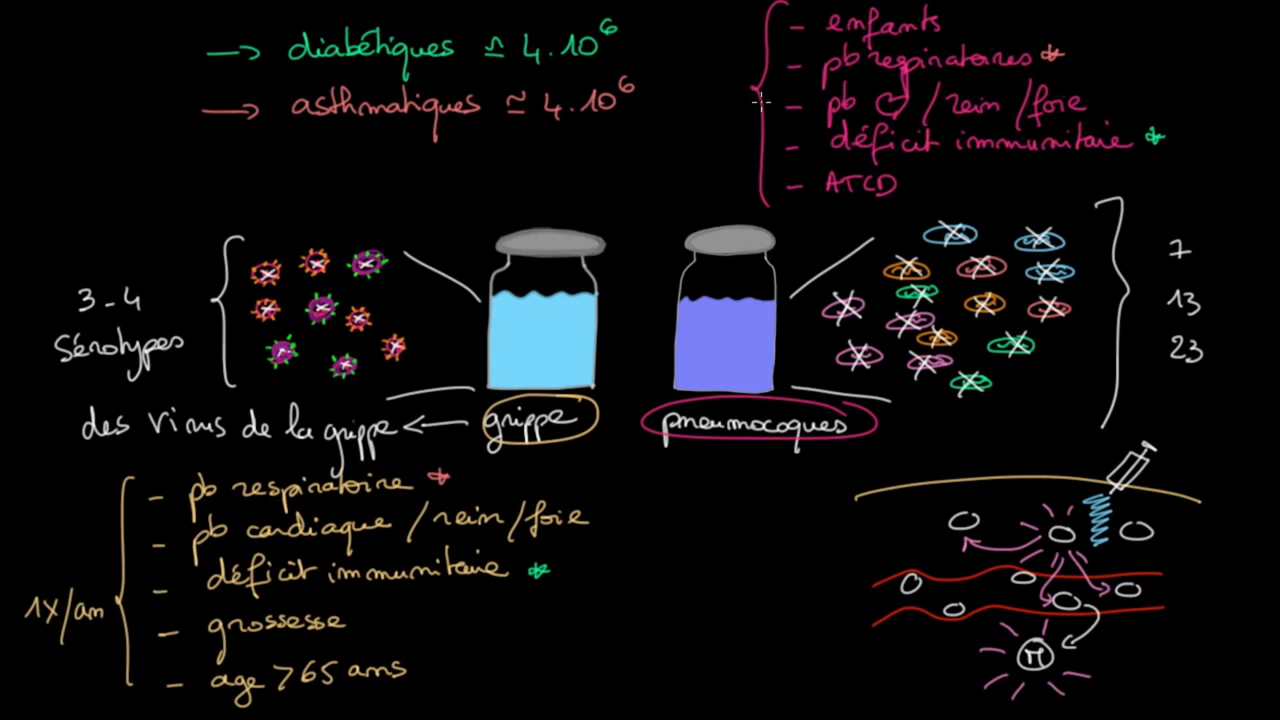 → diabétiques ≃ 4.10⁶
→ asthmatiques ≃ 4.10⁶
- enfants
- pb respiratoires *
- pb ♡ / rein / foie
- déficit immunitaire *
- ATCD
3-4
sérotypes
des virus de la grippe ← grippe
pneumocoques
7
13
23
1X/am
- pb respiratoire *
- pb cardiaque / rein / foie
- déficit immunitaire *
- grossesse
- age > 65 ans
π